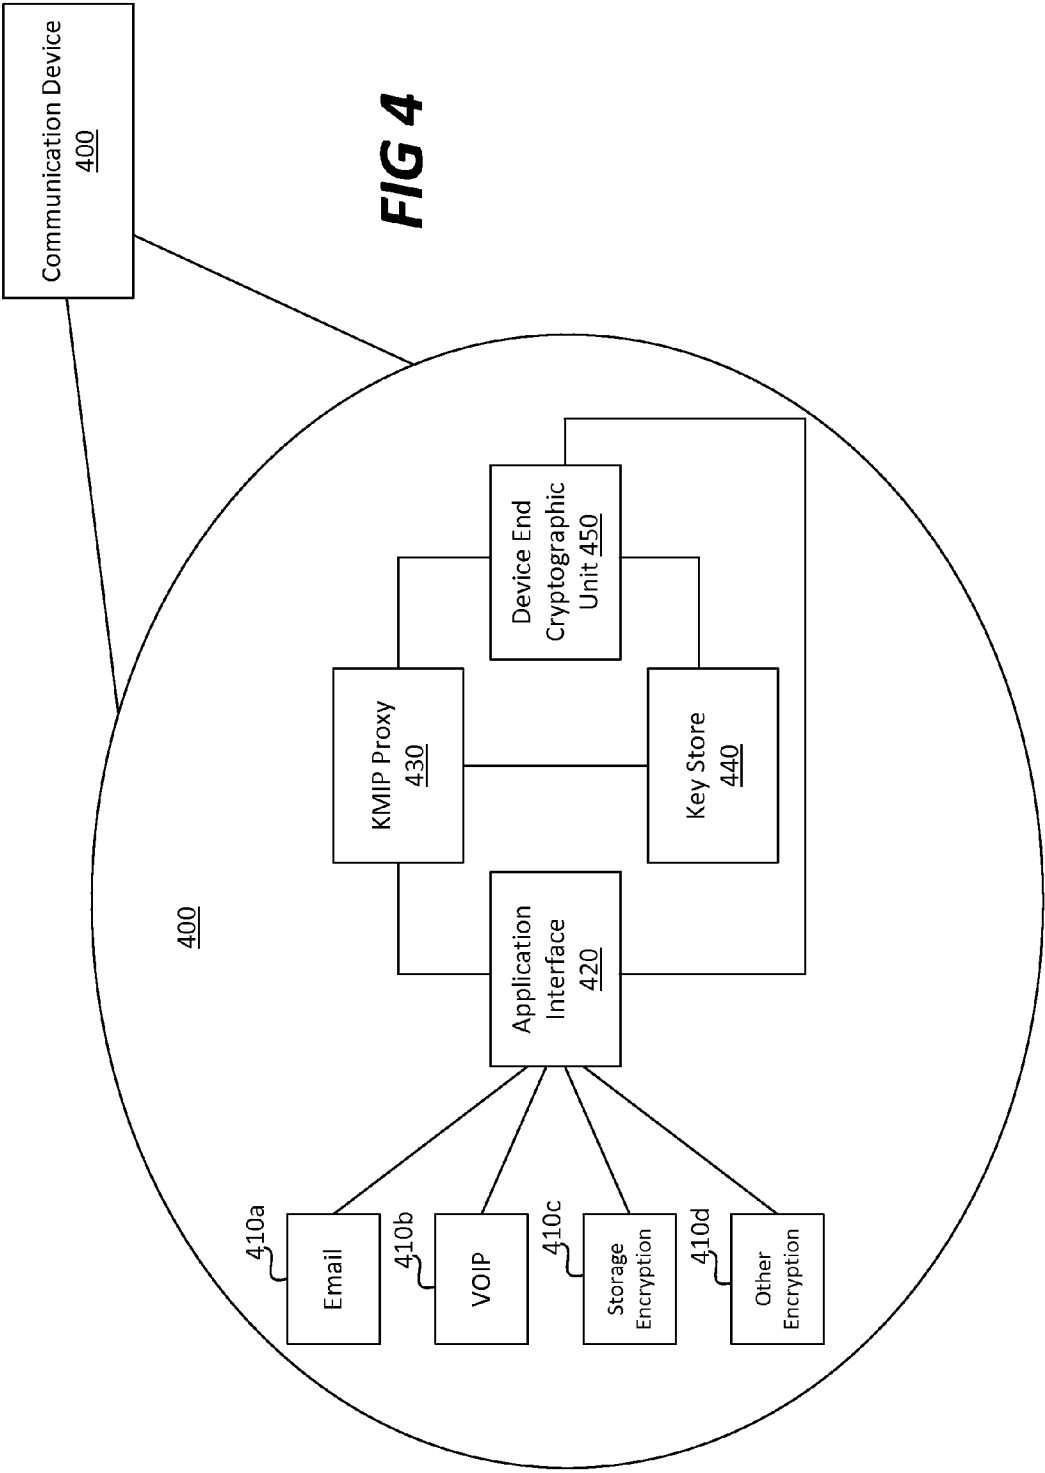 Communication Device
400
FIG 4
400
KMIP Proxy
430
Device End
Cryptographic
Unit 450
Application
Interface
420
Key Store
440
410a
Email
410b
VOIP
410c
Storage
Encryption
410d
Other
Encryption